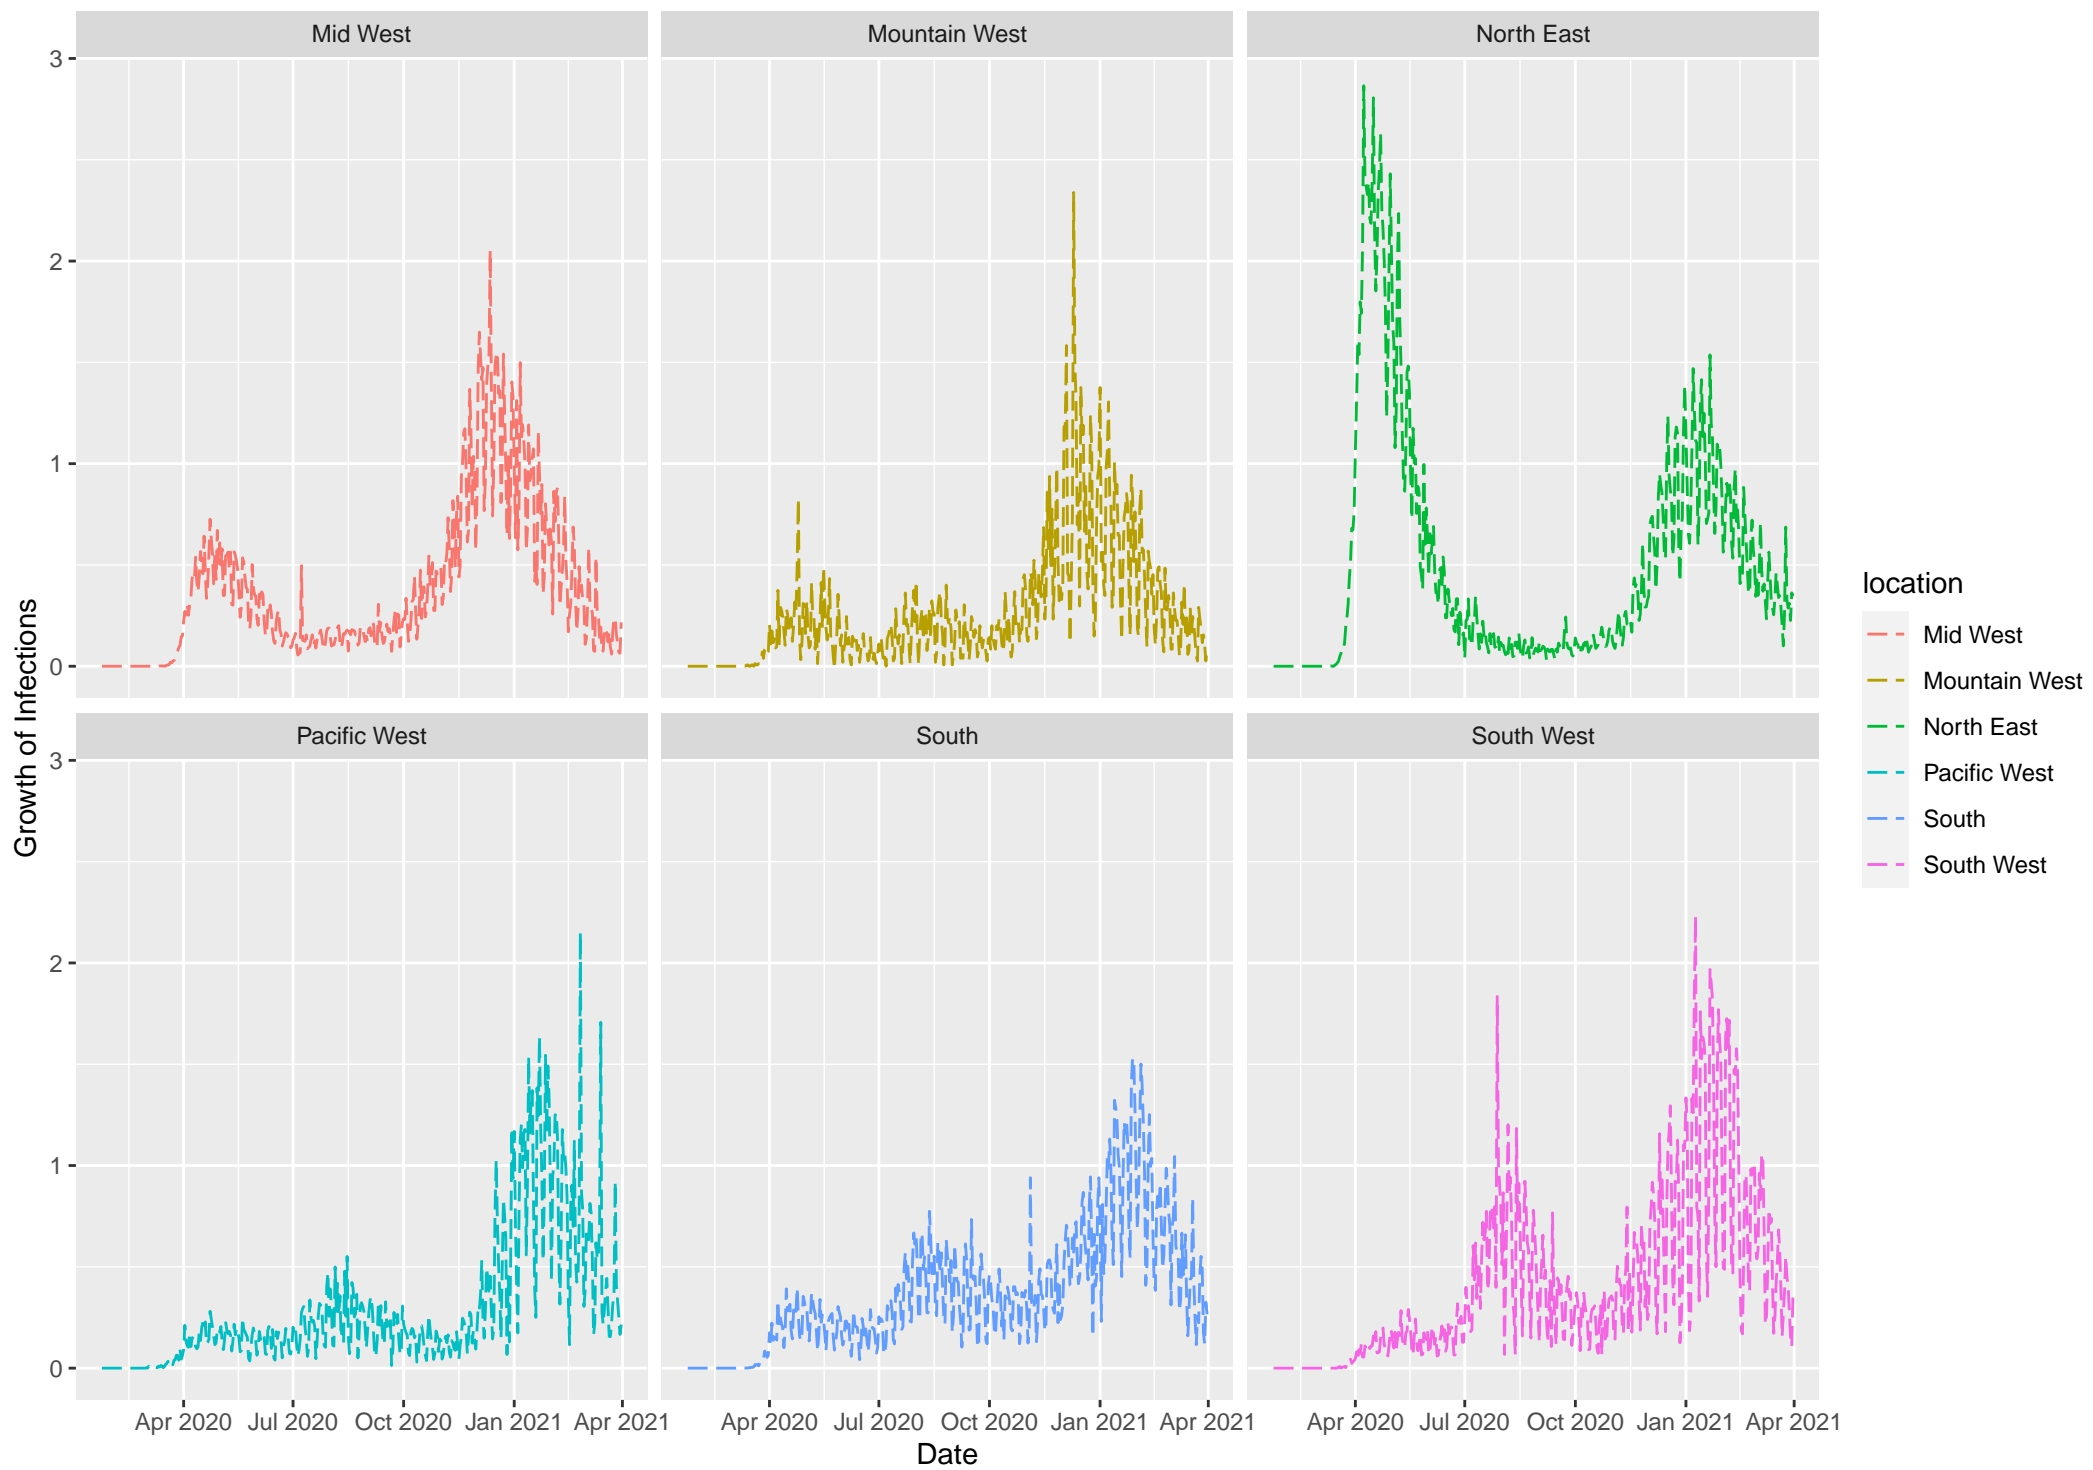 Mid West
Mountain West
North East
3
2
1
0
Pacific West
South
South West
3
2
1
0
Apr 2020 Jul 2020 Oct 2020 Jan 2021 Apr 2021
Apr 2020 Jul 2020 Oct 2020 Jan 2021 Apr 2021
Apr 2020 Jul 2020 Oct 2020 Jan 2021 Apr 2021
Date
Growth of Infections
location
Mid West
Mountain West
North East
Pacific West
South
South West